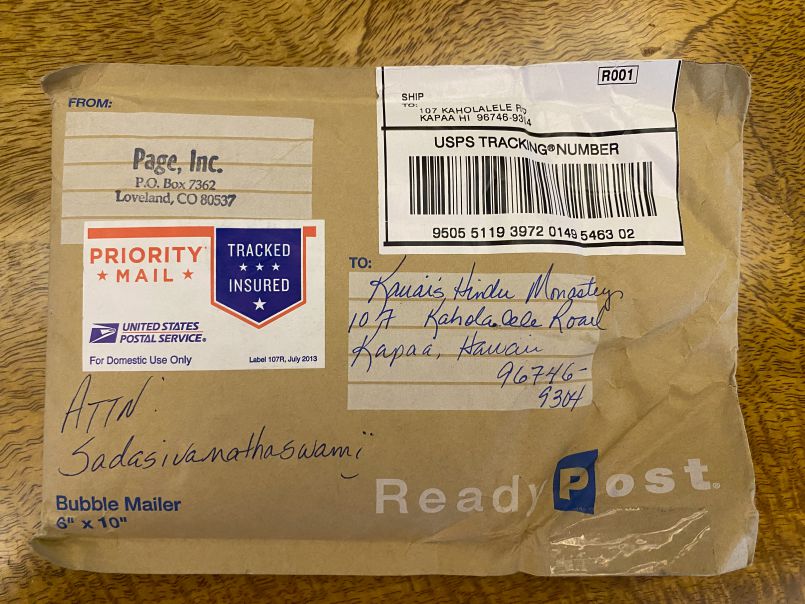 FROM:
Page, Inc.
P.O. Box 7362
Loveland, CO 80537
PRIORITY
MAIL
TRACKED
INSURED
UNITED STATES
POSTAL SERVICE®
For Domestic Use Only
Label 107R, July 2013
R001
SHIP
TO:
107 KAHOLALELE RD
KAPAA HI 96746-9304
USPS TRACKING® NUMBER
9505 5119 3972 0149 5463 02
TO:
Kauai's Hindu Monastery
107 Kaholalele Road
Kapaa, Hawaii
96746-
9304
ATTN:
Sadasivanathaswami
Bubble Mailer
6" x 10"
ReadyPost®